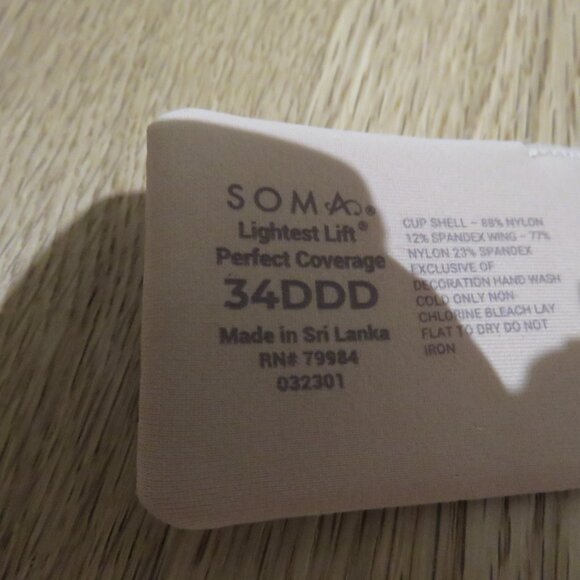 SOMA®
Lightest Lift®
Perfect Coverage
34DDD
Made in Sri Lanka
RN# 79984
032301
CUP SHELL – 88% NYLON
12% SPANDEX WING – 77%
NYLON 23% SPANDEX
EXCLUSIVE OF
DECORATION HAND WASH
COLD ONLY NON
CHLORINE BLEACH LAY
FLAT TO DRY DO NOT
IRON